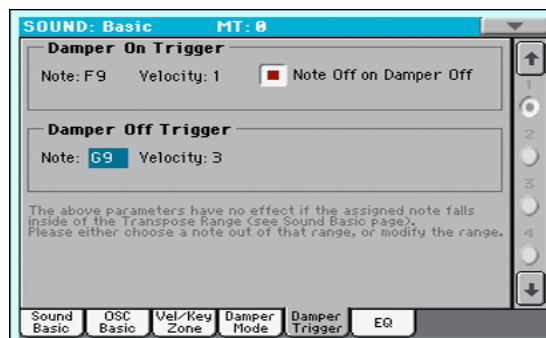 SOUND: Basic MT: 0
Damper On Trigger
Note: F9 Velocity: 1 Note Off on Damper Off
Damper Off Trigger
Note: G9 Velocity: 3
The above parameters have no effect if the assigned note falls
inside of the Transpose Range (see Sound Basic page).
Please either choose a note out of that range, or modify the range.
1
2
3
4
Sound Basic
OSC Basic
Vel/Key Zone
Damper Mode
Damper Trigger
EQ